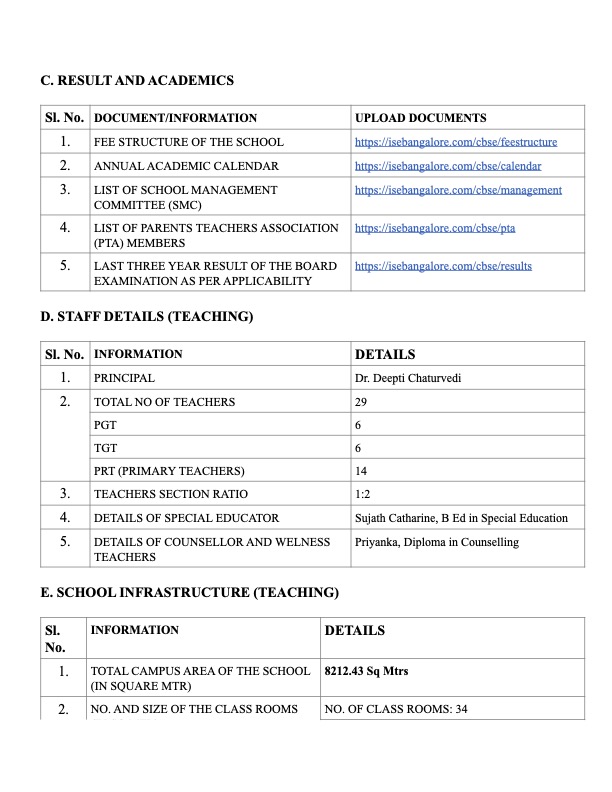 C. RESULT AND ACADEMICS
Sl. No. DOCUMENT/INFORMATION UPLOAD DOCUMENTS
1. FEE STRUCTURE OF THE SCHOOL https://isebangalore.com/cbse/feestructure
2. ANNUAL ACADEMIC CALENDAR https://isebangalore.com/cbse/calendar
3. LIST OF SCHOOL MANAGEMENT https://isebangalore.com/cbse/management
COMMITTEE (SMC)
4. LIST OF PARENTS TEACHERS ASSOCIATION https://isebangalore.com/cbse/pta
(PTA) MEMBERS
5. LAST THREE YEAR RESULT OF THE BOARD https://isebangalore.com/cbse/results
EXAMINATION AS PER APPLICABILITY
D. STAFF DETAILS (TEACHING)
Sl. No. INFORMATION DETAILS
1. PRINCIPAL Dr. Deepti Chaturvedi
2. TOTAL NO OF TEACHERS 29
PGT 6
TGT 6
PRT (PRIMARY TEACHERS) 14
3. TEACHERS SECTION RATIO 1:2
4. DETAILS OF SPECIAL EDUCATOR Sujath Catharine, B Ed in Special Education
5. DETAILS OF COUNSELLOR AND WELNESS Priyanka, Diploma in Counselling
TEACHERS
E. SCHOOL INFRASTRUCTURE (TEACHING)
Sl. INFORMATION DETAILS
No.
1. TOTAL CAMPUS AREA OF THE SCHOOL 8212.43 Sq Mtrs
(IN SQUARE MTR)
2. NO. AND SIZE OF THE CLASS ROOMS NO. OF CLASS ROOMS: 34